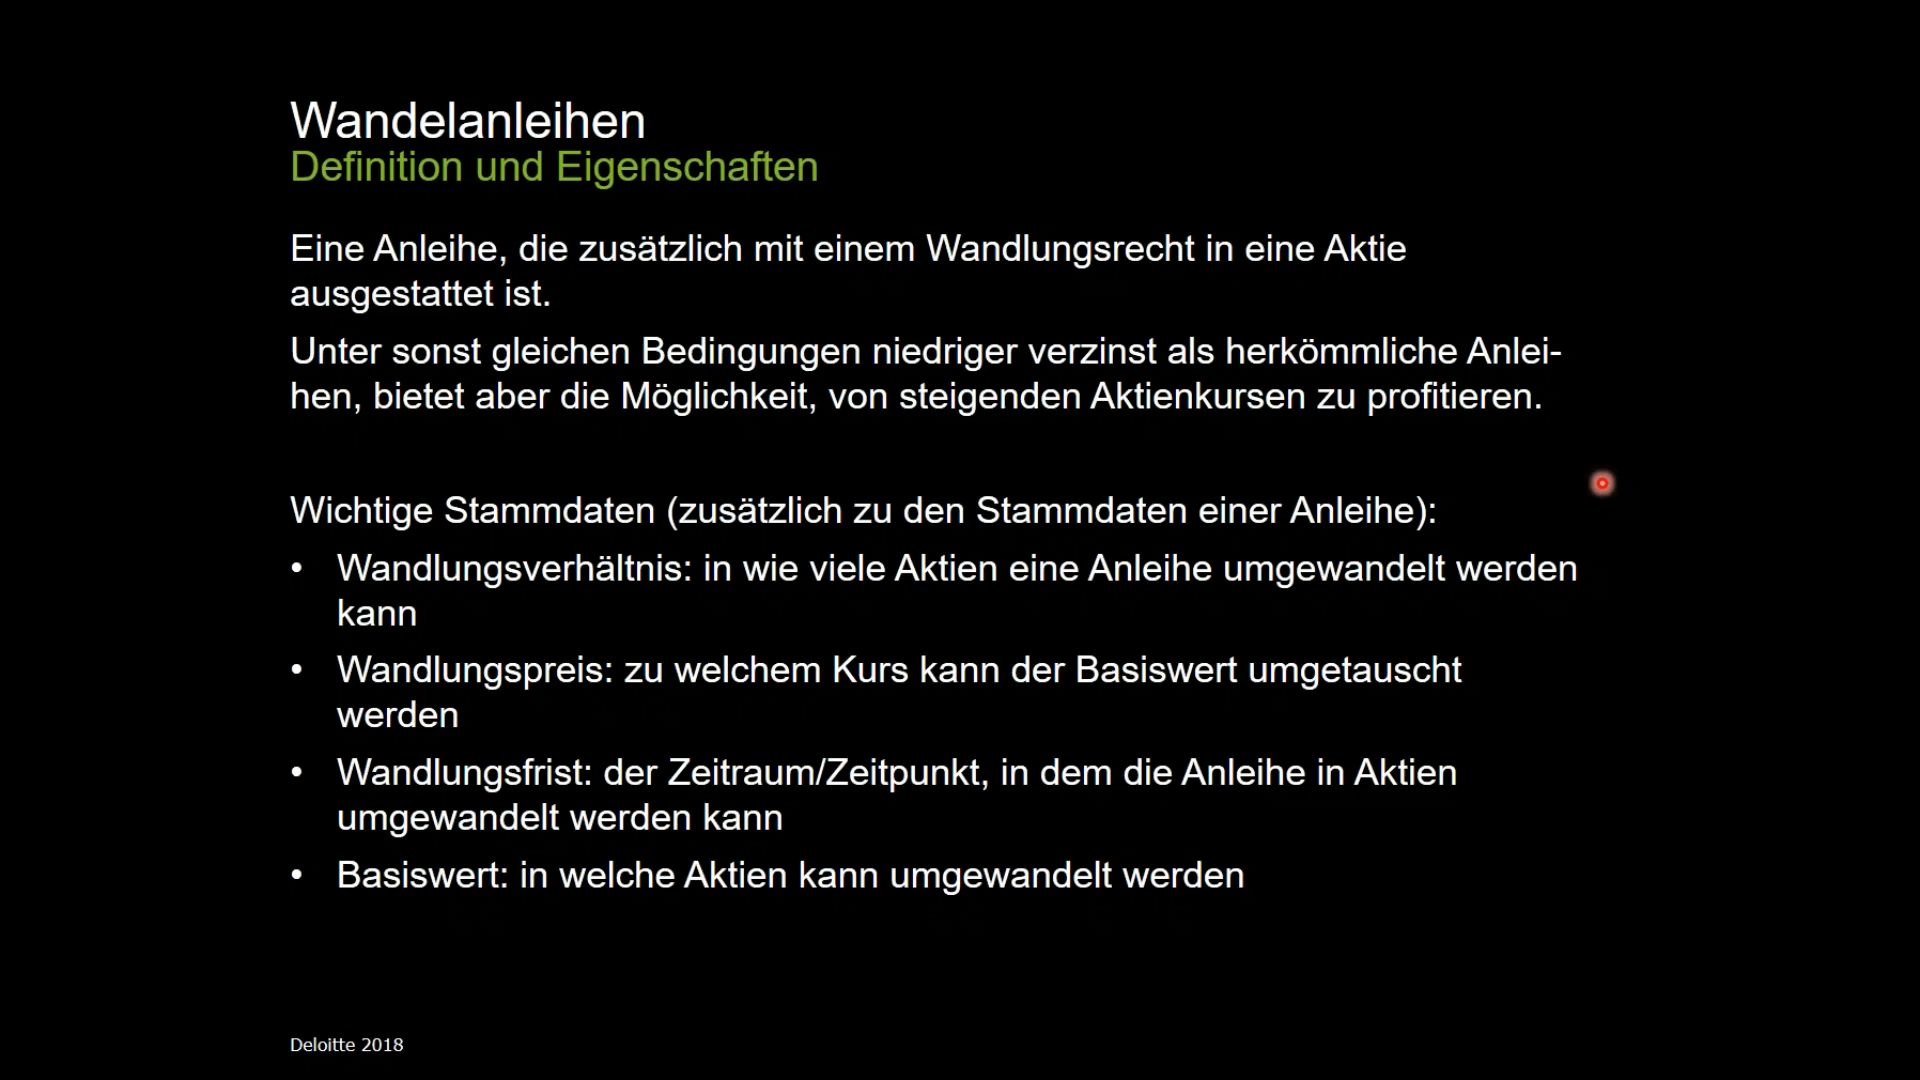 Wandelanleihen
Definition und Eigenschaften
Eine Anleihe, die zusätzlich mit einem Wandlungsrecht in eine Aktie
ausgestattet ist.
Unter sonst gleichen Bedingungen niedriger verzinst als herkömmliche Anlei-
hen, bietet aber die Möglichkeit, von steigenden Aktienkursen zu profitieren.
Wichtige Stammdaten (zusätzlich zu den Stammdaten einer Anleihe):
• Wandlungsverhältnis: in wie viele Aktien eine Anleihe umgewandelt werden
kann
• Wandlungspreis: zu welchem Kurs kann der Basiswert umgetauscht
werden
• Wandlungsfrist: der Zeitraum/Zeitpunkt, in dem die Anleihe in Aktien
umgewandelt werden kann
• Basiswert: in welche Aktien kann umgewandelt werden
Deloitte 2018